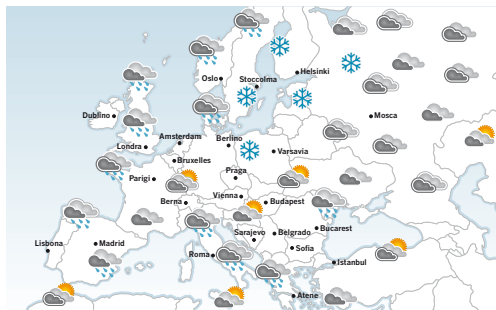 Oslo
Stoccolma
Helsinki
Dublino
Mosca
Londra
Amsterdam
Berlino
Varsavia
Bruxelles
Parigi
Praga
Vienna
Berna
Budapest
Lisbona
Madrid
Sarajevo
Belgrado
Bucarest
Roma
Sofia
Istanbul
Atene